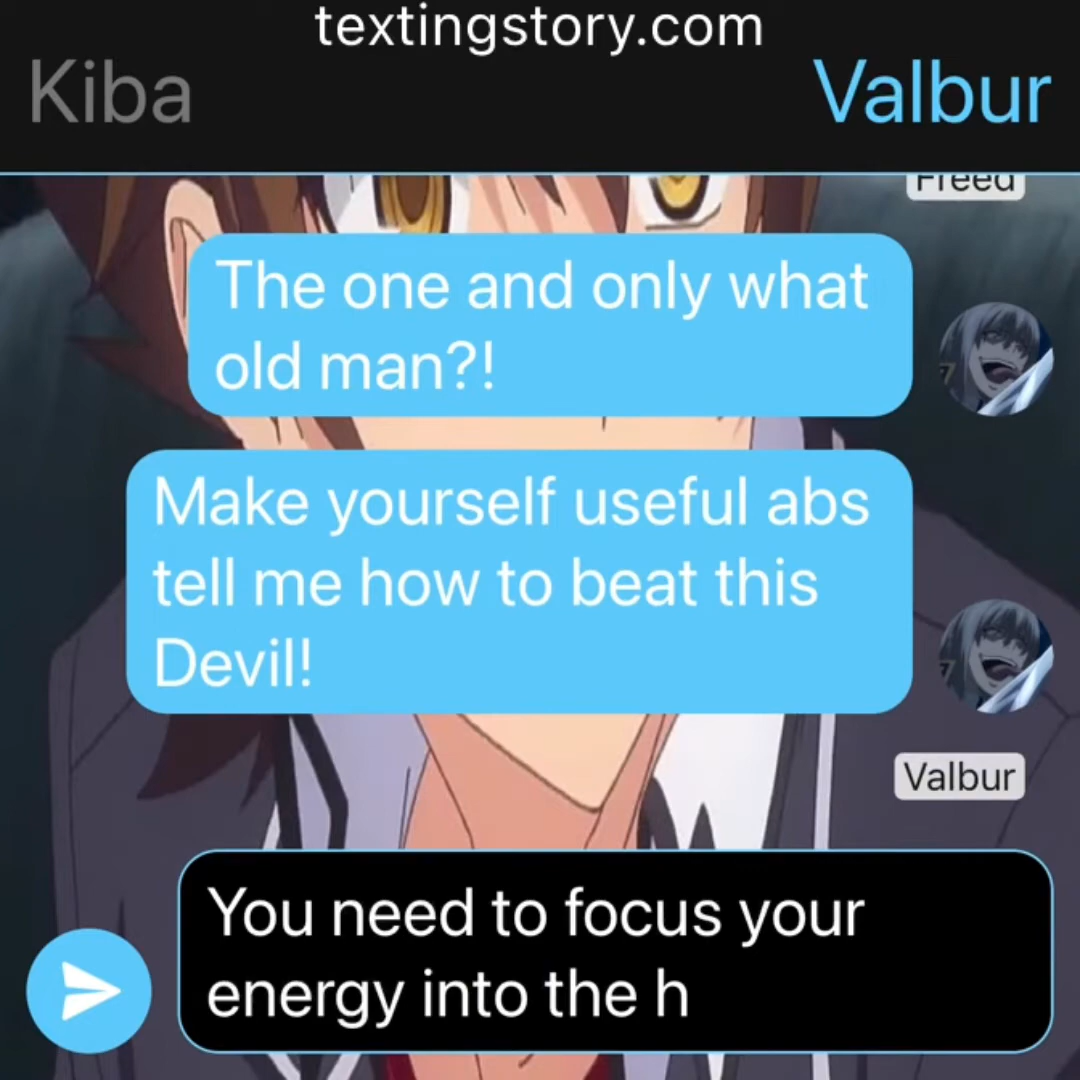 textingstory.com
Kiba
Valbur
Freed
The one and only what
old man?!
Make yourself useful abs
tell me how to beat this
Devil!
Valbur
You need to focus your
energy into the h